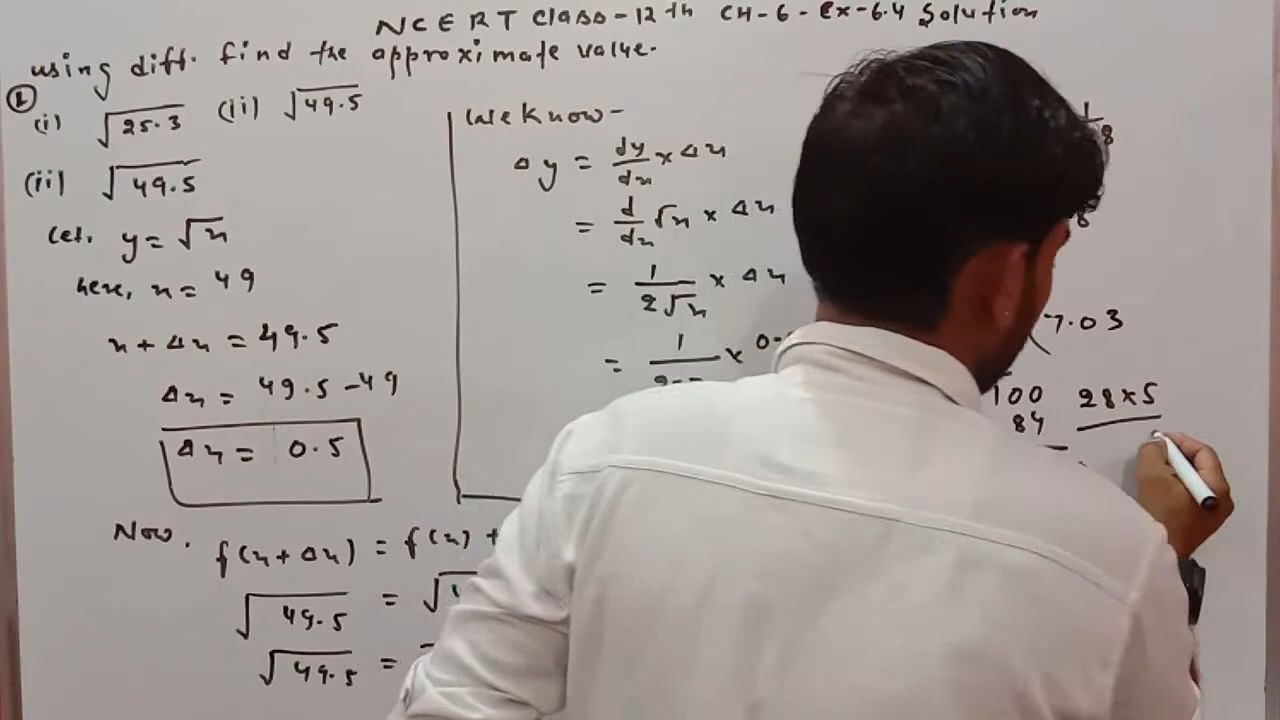 NCERT Class-12th CH-6-Ex-6.4 Solution
using diff. find the approximate value.
(i) √25.3 (ii) √49.5
(ii) √49.5
Let, y = √x
here, x = 49
x + Δx = 49.5
Δx = 49.5 - 49
Δx = 0.5
We know-
Δy = dy/dx × Δx
= d/dx √x × Δx
= 1/2√x × Δx
= 1/ × 0.
Now, f(x + Δx) = f(x) +
√49.5 = √
√49.5 =
1/8
8
7.03
100
84
28×5